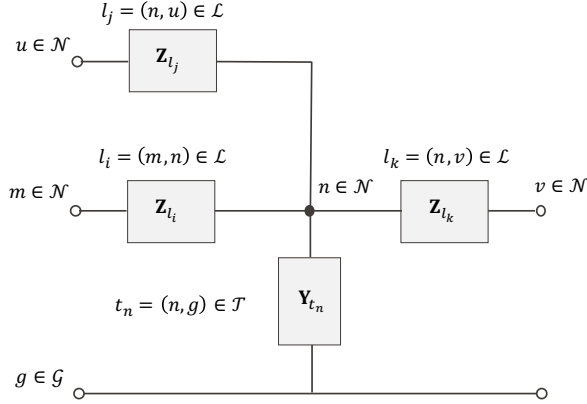 l_j = (n, u) ∈ ℒ
u ∈ 𝒩
𝐙_{l_j}
l_i = (m, n) ∈ ℒ
l_k = (n, v) ∈ ℒ
m ∈ 𝒩
𝐙_{l_i}
n ∈ 𝒩
𝐙_{l_k}
v ∈ 𝒩
t_n = (n, g) ∈ 𝒯
𝐘_{t_n}
g ∈ 𝒢